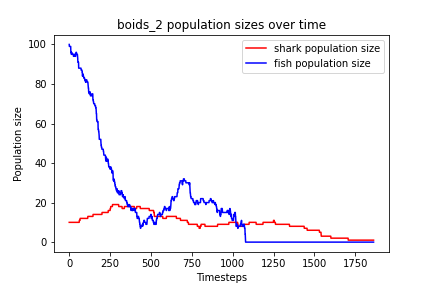 boids_2 population sizes over time
shark population size
fish population size
Population size
100
80
60
40
20
0
0 250 500 750 1000 1250 1500 1750
Timesteps